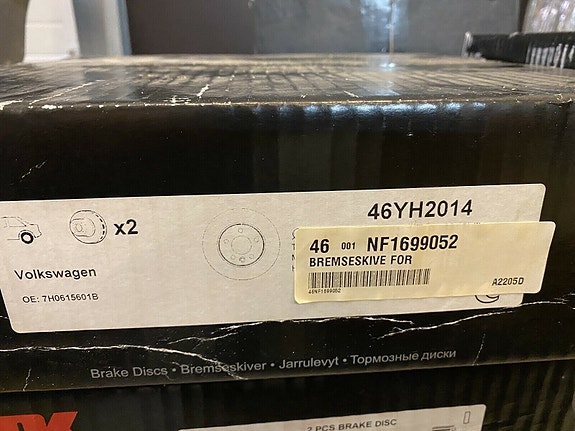 46YH2014
x2
46 001 NF1699052
BREMSESKIVE FOR
Volkswagen
OE: 7H0615601B
46NF1699052
A2205D
Brake Discs • Bremseskiver • Jarrulevyt • Тормозные диски
2 PCS BRAKE DISC